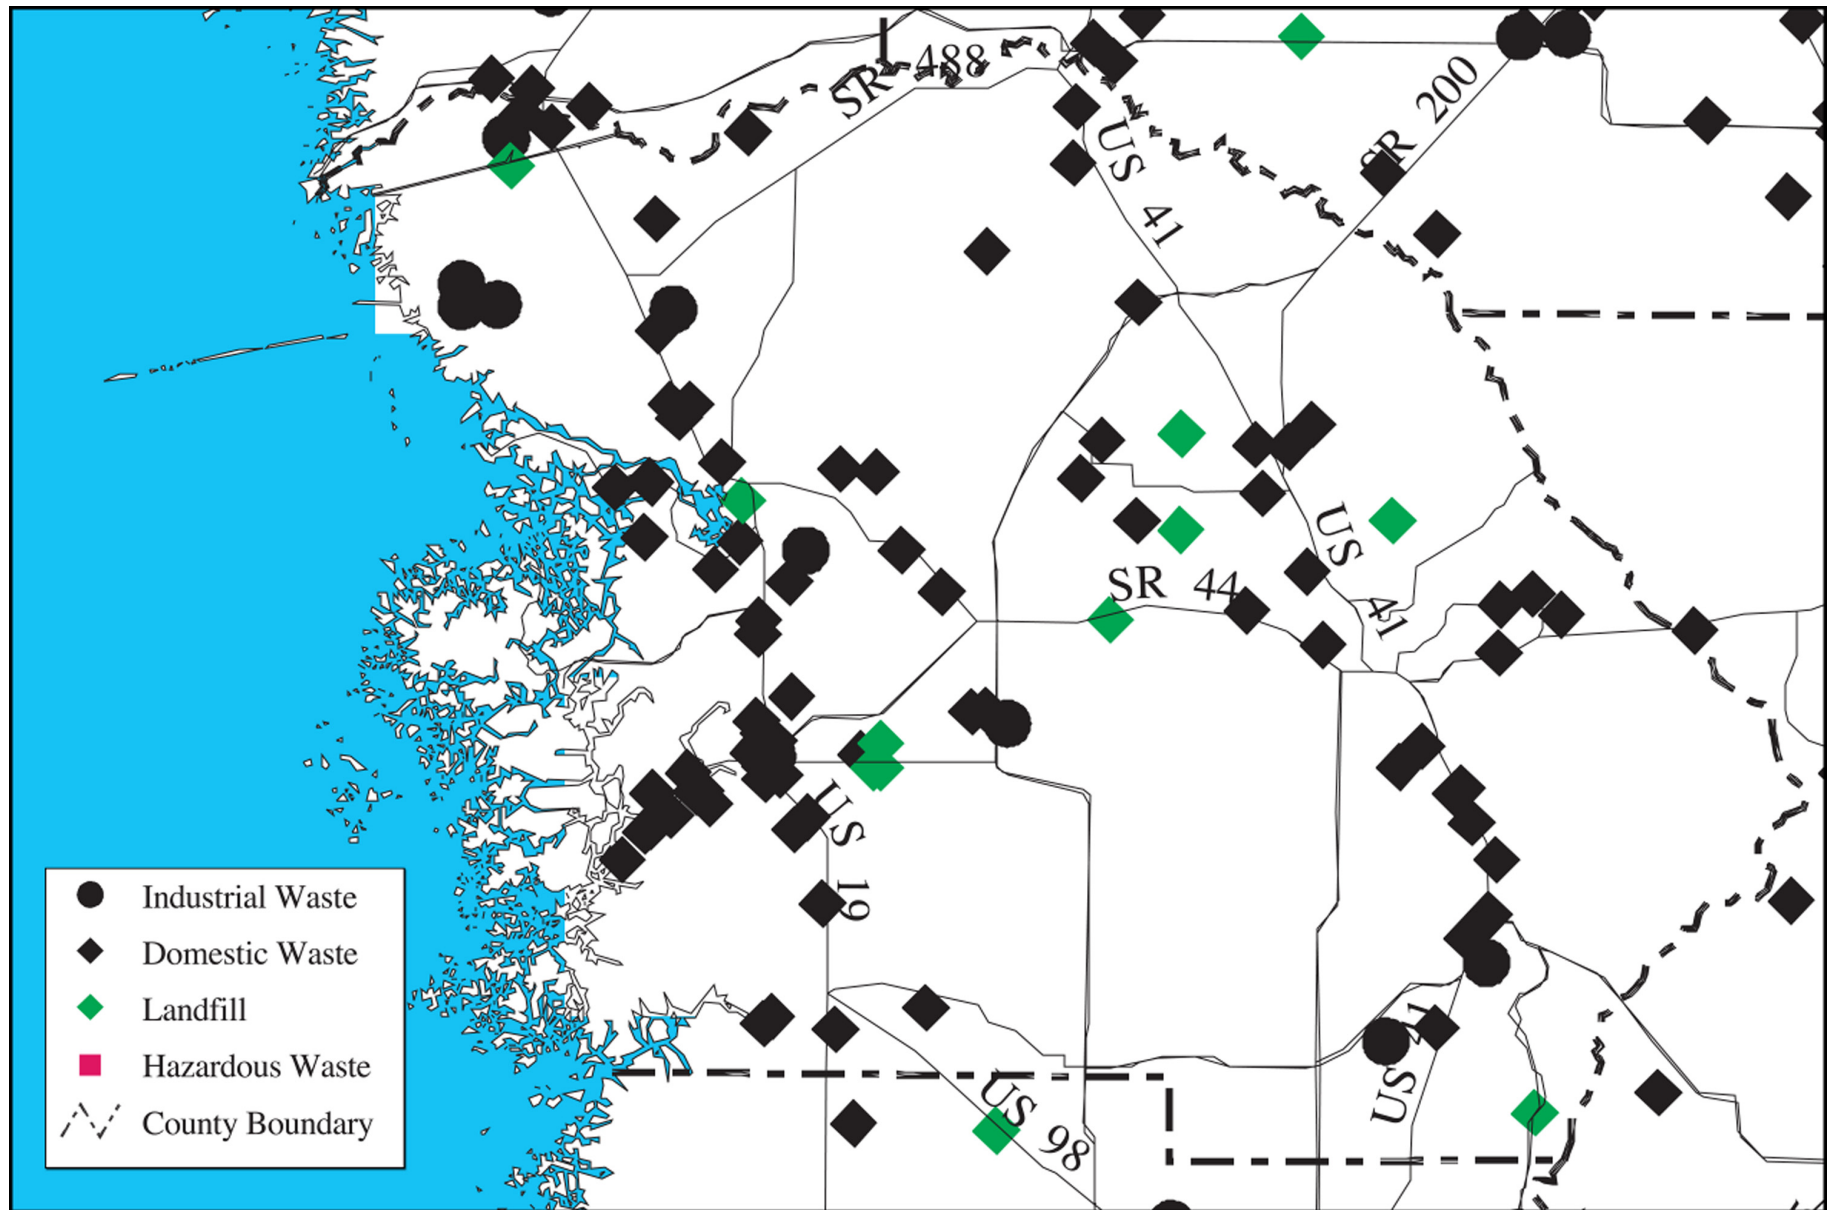 SR 488
SR 200
US 41
US 41
SR 44
US 19
US 41
US 98
Industrial Waste
Domestic Waste
Landfill
Hazardous Waste
County Boundary